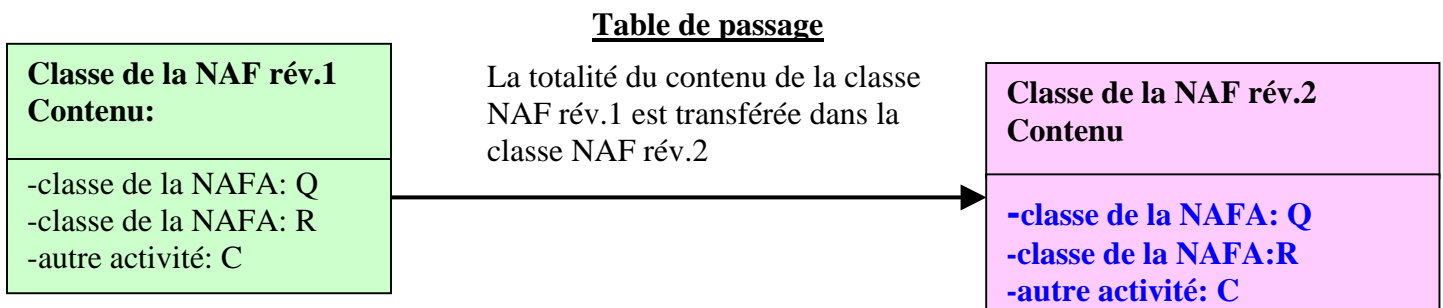 Table de passage
Classe de la NAF rév.1
Contenu:
-classe de la NAFA: Q
-classe de la NAFA: R
-autre activité: C
La totalité du contenu de la classe
NAF rév.1 est transférée dans la
classe NAF rév.2
Classe de la NAF rév.2
Contenu
-classe de la NAFA: Q
-classe de la NAFA:R
-autre activité: C